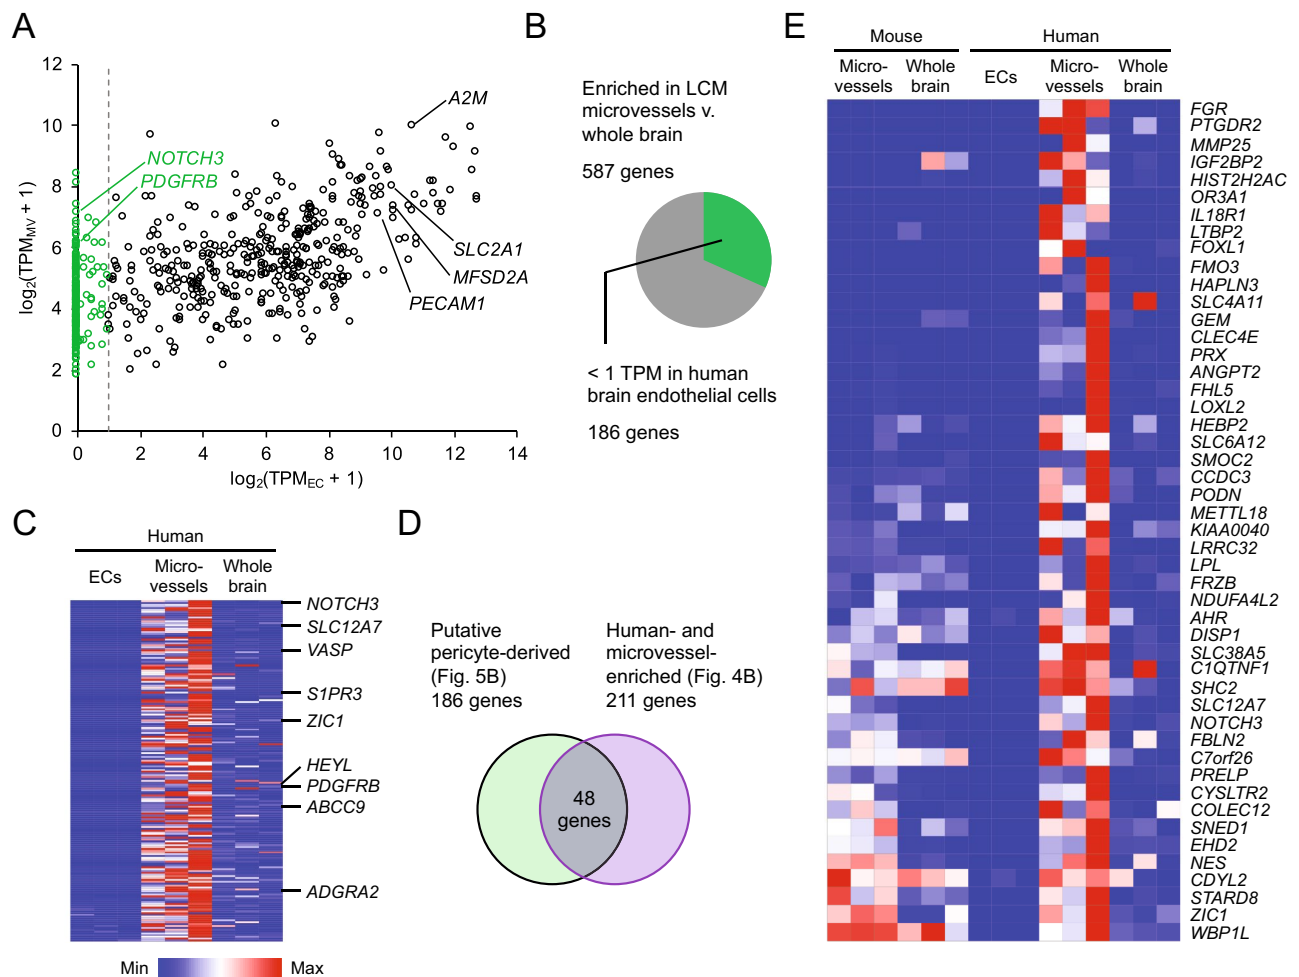 A
12
10
8
6
4
2
0
log2(TPMMV + 1)
0 2 4 6 8 10 12 14
log2(TPMEC + 1)
NOTCH3
PDGFRB
A2M
SLC2A1
MFSD2A
PECAM1
B
Enriched in LCM
microvessels v.
whole brain
587 genes
< 1 TPM in human
brain endothelial cells
186 genes
C
Human
ECs
Micro-
vessels
Whole
brain
NOTCH3
SLC12A7
VASP
S1PR3
ZIC1
HEYL
PDGFRB
ABCC9
ADGRA2
Min
Max
D
Putative
pericyte-derived
(Fig. 5B)
186 genes
Human- and
microvessel-
enriched (Fig. 4B)
211 genes
48
genes
E
Mouse
Human
Micro-
vessels
Whole
brain
ECs
Micro-
vessels
Whole
brain
FGR
PTGDR2
MMP25
IGF2BP2
HIST2H2AC
OR3A1
IL18R1
LTBP2
FOXL1
FMO3
HAPLN3
SLC4A11
GEM
CLEC4E
PRX
ANGPT2
FHL5
LOXL2
HEBP2
SLC6A12
SMOC2
CCDC3
PODN
METTL18
KIAA0040
LRRC32
LPL
FRZB
NDUFA4L2
AHR
DISP1
SLC38A5
C1QTNF1
SHC2
SLC12A7
NOTCH3
FBLN2
C7orf26
PRELP
CYSLTR2
COLEC12
SNED1
EHD2
NES
CDYL2
STARD8
ZIC1
WBP1L